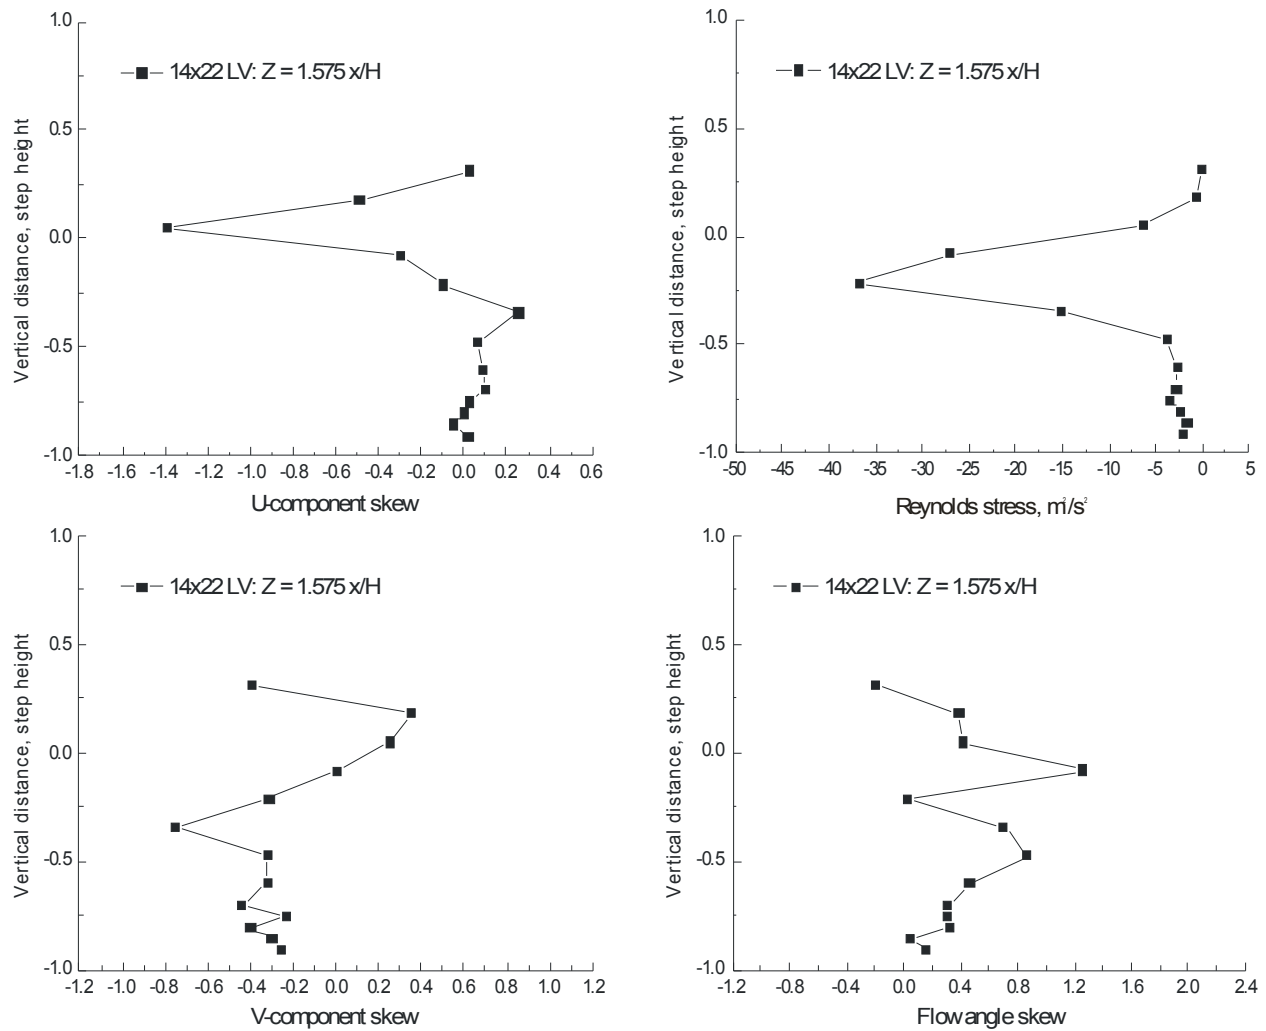 1.0
14x22 LV: Z = 1.575 x/H
0.5
0.0
-0.5
-1.0
Vertical distance, step height
-1.8 -1.6 -1.4 -1.2 -1.0 -0.8 -0.6 -0.4 -0.2 0.0 0.2 0.4 0.6
U-component skew
1.0
14x22 LV: Z = 1.575 x/H
0.5
0.0
-0.5
-1.0
Vertical distance, step height
-50 -45 -40 -35 -30 -25 -20 -15 -10 -5 0 5
Reynolds stress, m²/s²
1.0
14x22 LV: Z = 1.575 x/H
0.5
0.0
-0.5
-1.0
Vertical distance, step height
-1.2 -1.0 -0.8 -0.6 -0.4 -0.2 0.0 0.2 0.4 0.6 0.8 1.0 1.2
V-component skew
1.0
14x22 LV: Z = 1.575 x/H
0.5
0.0
-0.5
-1.0
Vertical distance, step height
-1.2 -0.8 -0.4 0.0 0.4 0.8 1.2 1.6 2.0 2.4
Flow angle skew